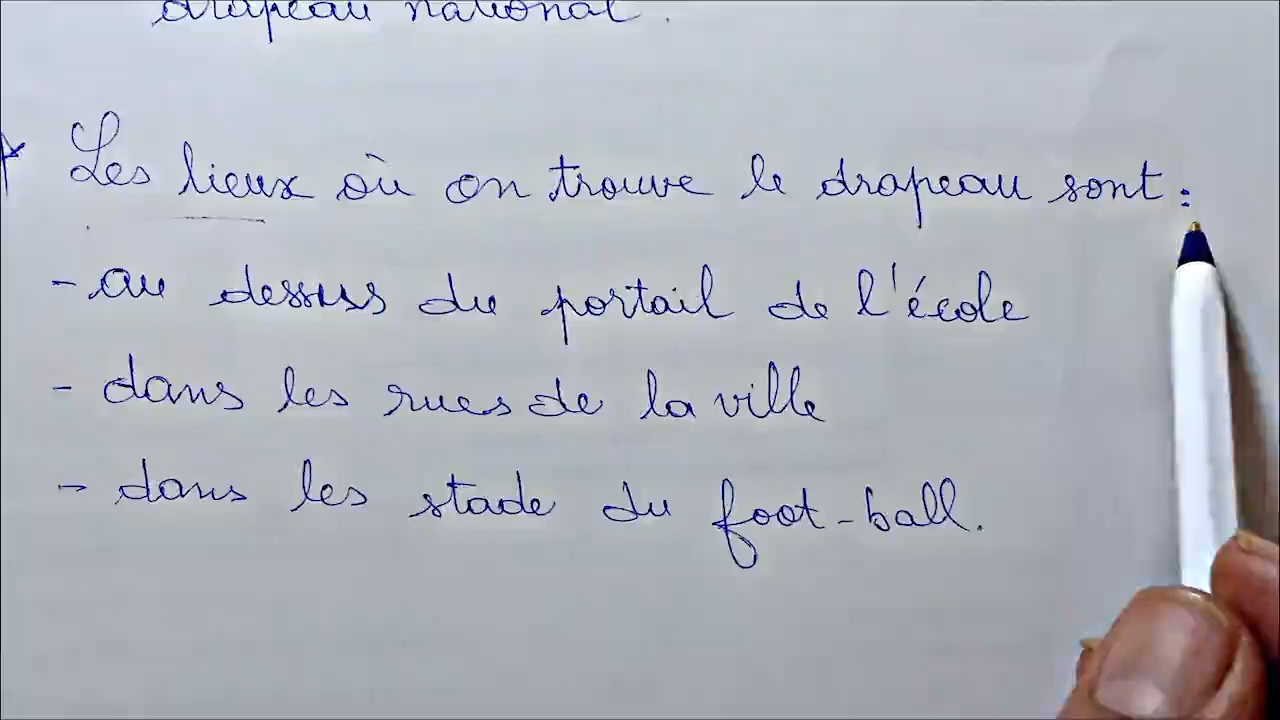 drapeau national.
Les lieux où on trouve le drapeau sont :
- au dessus du portail de l'école
- dans les rues de la ville
- dans les stade du foot-ball.